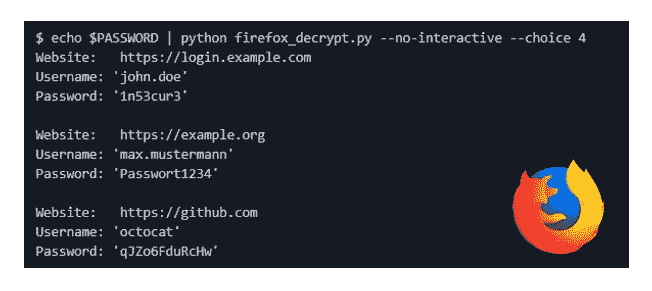 $ echo $PASSWORD | python firefox_decrypt.py --no-interactive --choice 4
Website:   https://login.example.com
Username: 'john.doe'
Password: '1n53cur3'

Website:   https://example.org
Username: 'max.mustermann'
Password: 'Passwort1234'

Website:   https://github.com
Username: 'octocat'
Password: 'qJZo6FduRcHw'